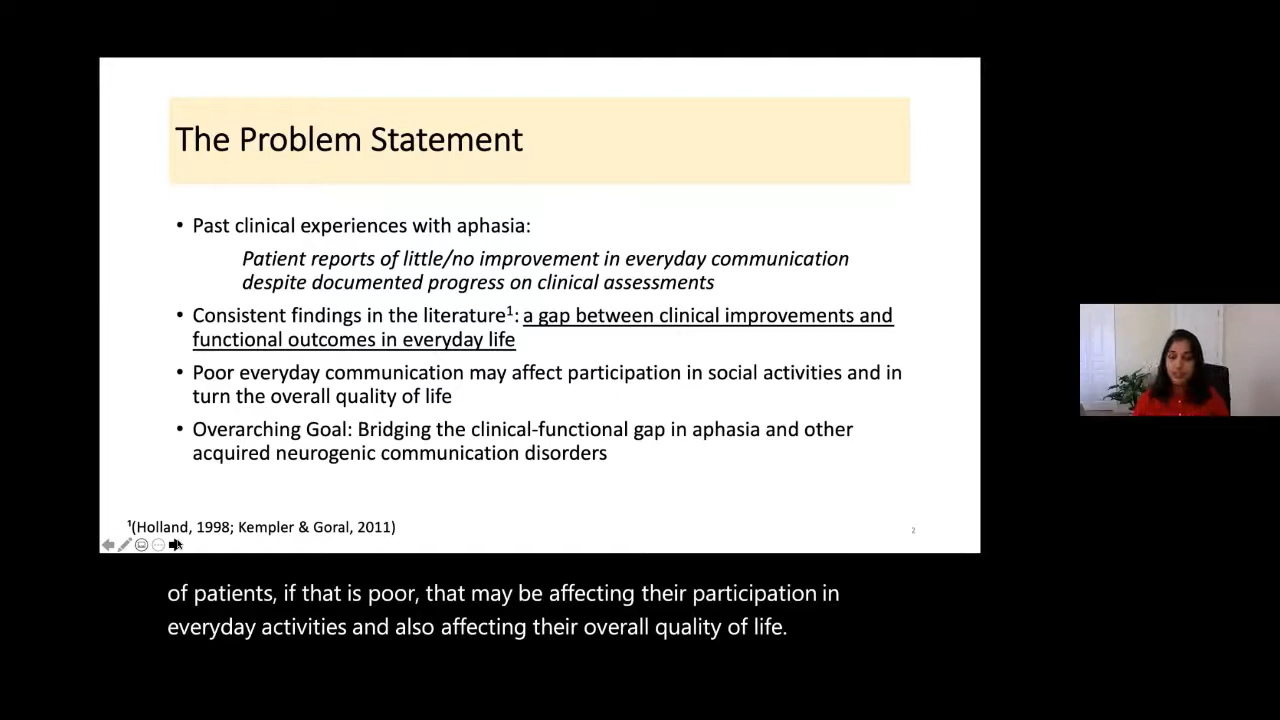 The Problem Statement
• Past clinical experiences with aphasia:
Patient reports of little/no improvement in everyday communication
despite documented progress on clinical assessments
• Consistent findings in the literature¹: a gap between clinical improvements and
functional outcomes in everyday life
• Poor everyday communication may affect participation in social activities and in
turn the overall quality of life
• Overarching Goal: Bridging the clinical-functional gap in aphasia and other
acquired neurogenic communication disorders
¹(Holland, 1998; Kempler & Goral, 2011)
2
of patients, if that is poor, that may be affecting their participation in
everyday activities and also affecting their overall quality of life.